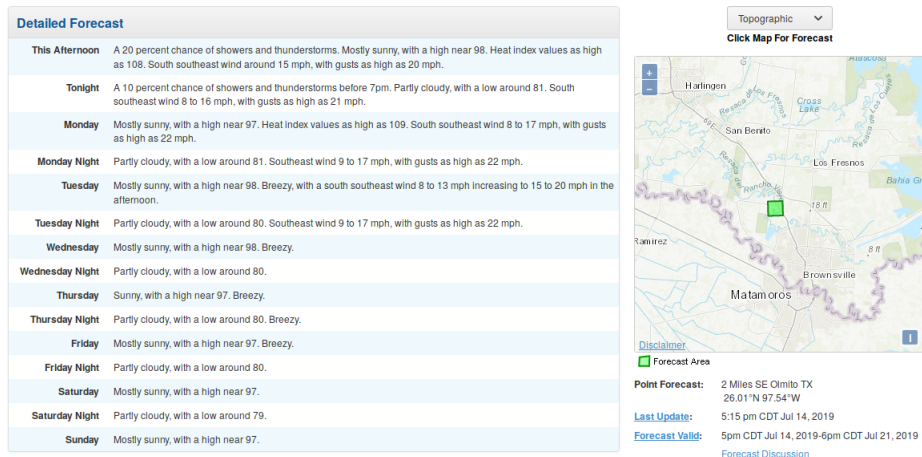 Detailed Forecast
This Afternoon A 20 percent chance of showers and thunderstorms. Mostly sunny, with a high near 98. Heat index values as high
as 108. South southeast wind around 15 mph, with gusts as high as 20 mph.
Tonight A 10 percent chance of showers and thunderstorms before 7pm. Partly cloudy, with a low around 81. South
southeast wind 8 to 16 mph, with gusts as high as 21 mph.
Monday Mostly sunny, with a high near 97. Heat index values as high as 109. South southeast wind 8 to 17 mph, with gusts
as high as 22 mph.
Monday Night Partly cloudy, with a low around 81. Southeast wind 9 to 17 mph, with gusts as high as 22 mph.
Tuesday Mostly sunny, with a high near 98. Breezy, with a south southeast wind 8 to 13 mph increasing to 15 to 20 mph in the
afternoon.
Tuesday Night Partly cloudy, with a low around 80. Southeast wind 9 to 17 mph, with gusts as high as 22 mph.
Wednesday Mostly sunny, with a high near 98. Breezy.
Wednesday Night Partly cloudy, with a low around 80.
Thursday Sunny, with a high near 97. Breezy.
Thursday Night Partly cloudy, with a low around 80. Breezy.
Friday Mostly sunny, with a high near 97. Breezy.
Friday Night Partly cloudy, with a low around 80.
Saturday Mostly sunny, with a high near 97.
Saturday Night Partly cloudy, with a low around 79.
Sunday Mostly sunny, with a high near 97.
Topographic
Click Map For Forecast
+
−
Harlingen
Resaca de Los Fresnos
Cross
Lake
San Benito
Los Fresnos
Resaca del
Rancho
Bahia Gr
18 ft
Ramirez
8 ft
Brownsville
Matamoros
Disclaimer
Forecast Area
Point Forecast: 2 Miles SE Olmito TX
26.01°N 97.54°W
Last Update: 5:15 pm CDT Jul 14, 2019
Forecast Valid: 5pm CDT Jul 14, 2019-6pm CDT Jul 21, 2019
Forecast Discussion